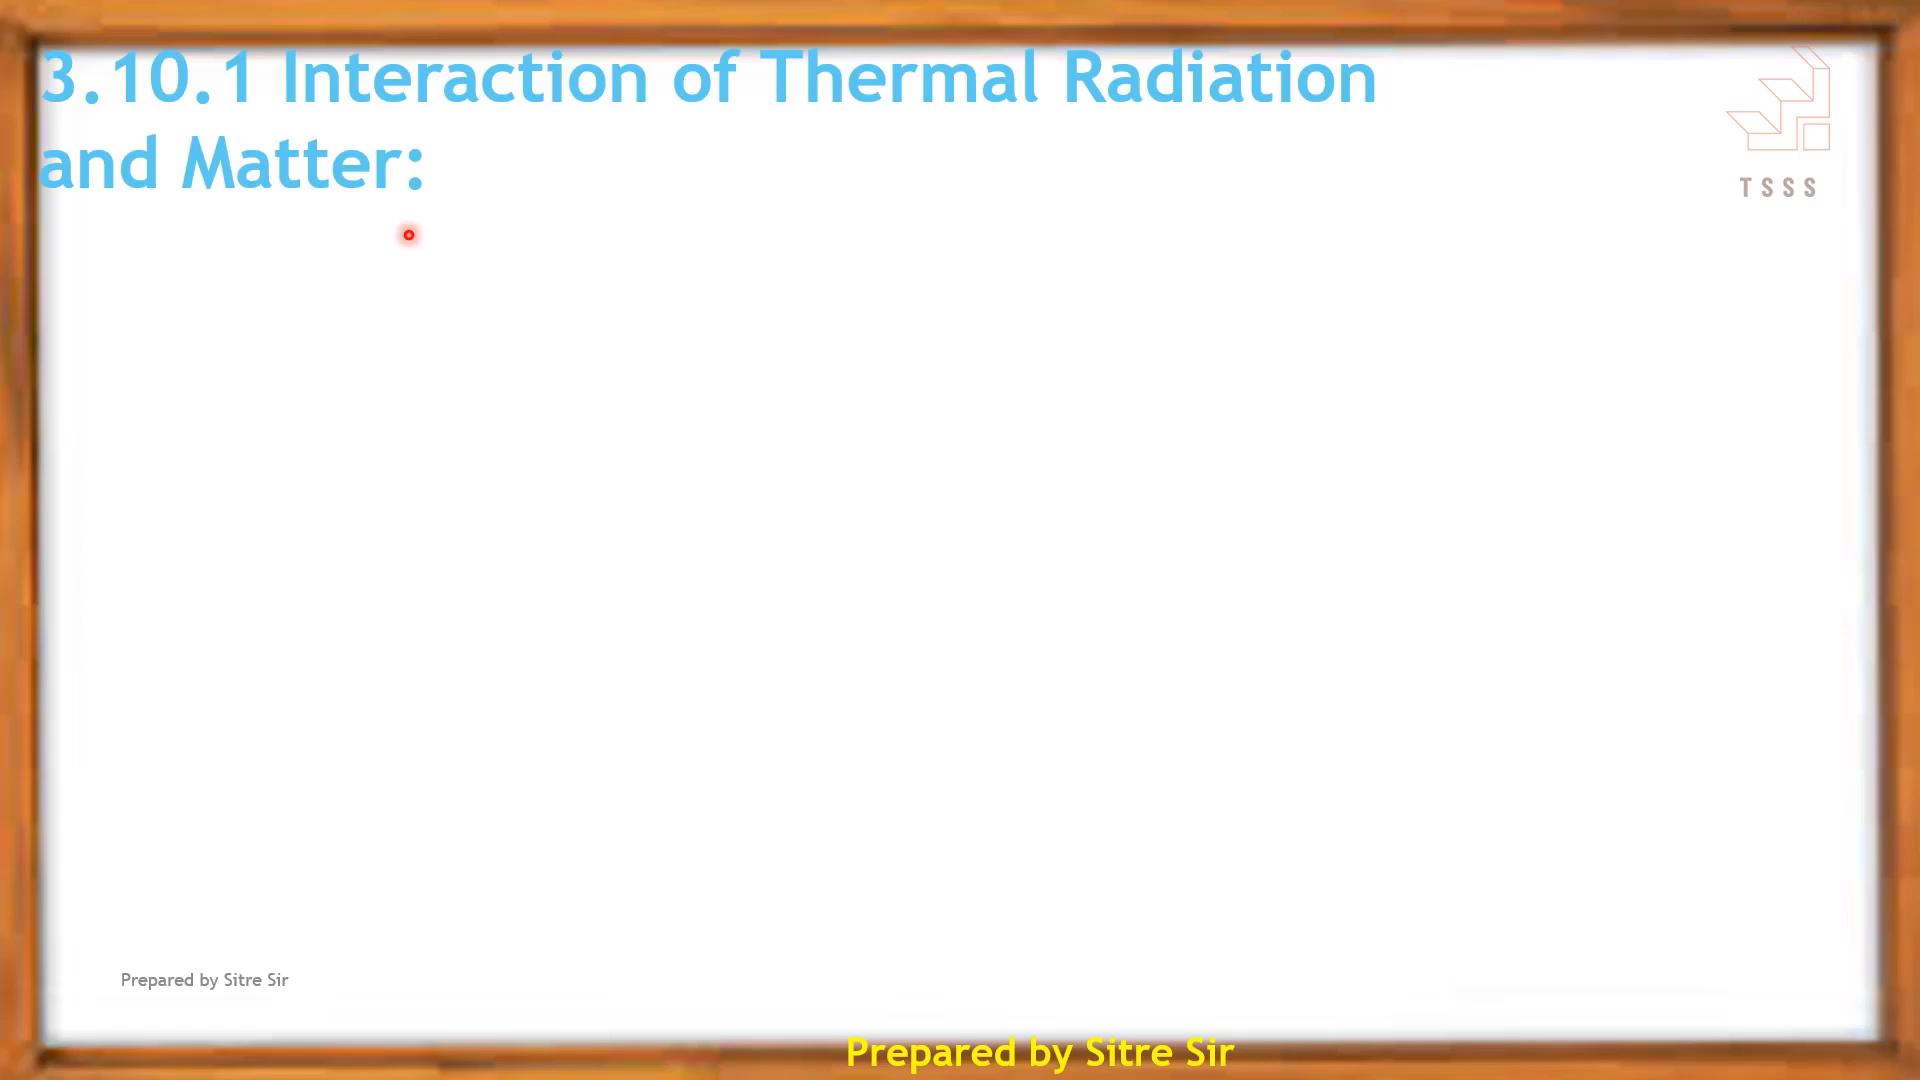 3.10.1 Interaction of Thermal Radiation
and Matter:
TSSS
Prepared by Sitre Sir
Prepared by Sitre Sir